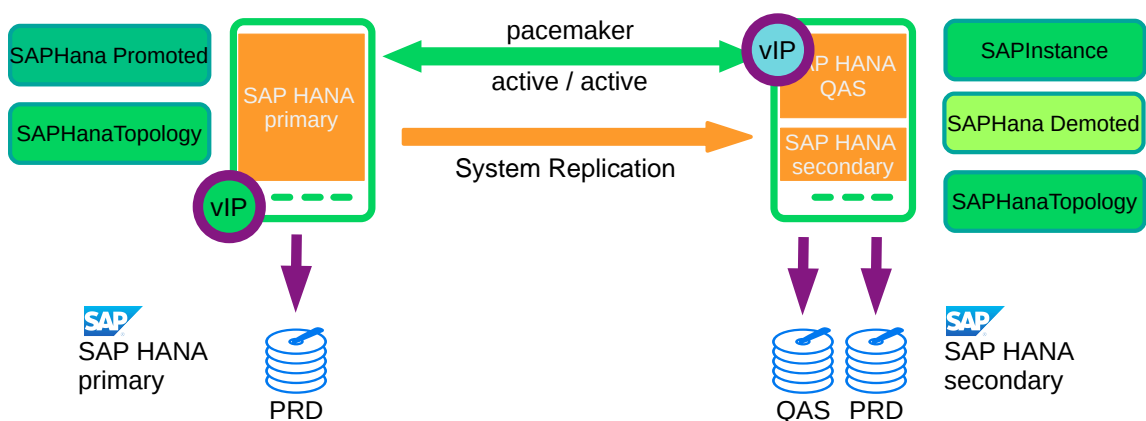 SAPHana Promoted
SAPHanaTopology
SAP HANA
primary
vIP
pacemaker
active / active
System Replication
vIP
AP HANA
QAS
SAP HANA
secondary
SAPInstance
SAPHana Demoted
SAPHanaTopology
SAP
SAP HANA
primary
PRD
QAS
PRD
SAP
SAP HANA
secondary